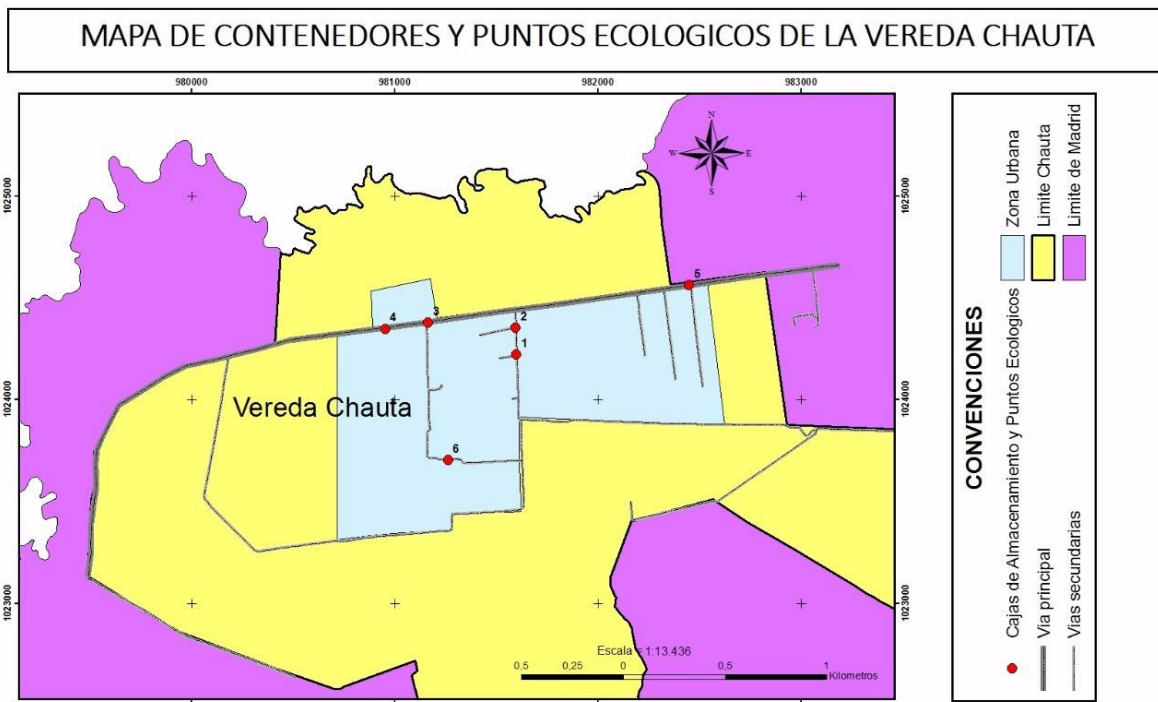 MAPA DE CONTENEDORES Y PUNTOS ECOLOGICOS DE LA VEREDA CHAUTA
980000 981000 982000 983000
1025000
1024000
1023000
1025000
1024000
1023000
N
W E
S
5
4 3
2
1
Vereda Chauta
6
Escala = 1:13.436
0,5 0,25 0 0,5 1
Kilometros
CONVENCIONES
Cajas de Almacenamiento y Puntos Ecologicos
Via principal
Vias secundarias
Zona Urbana
Limite Chauta
Limite de Madrid